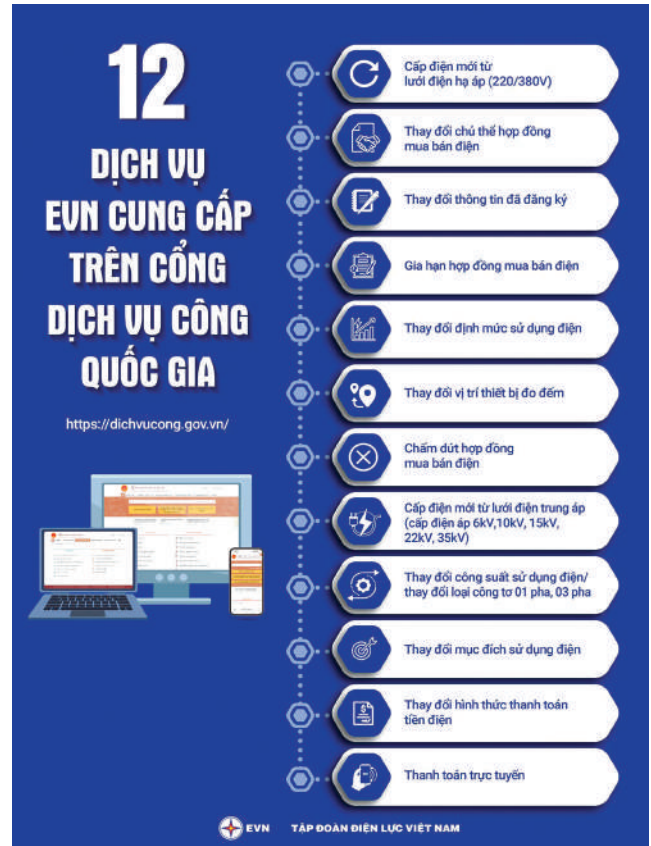 12
DỊCH VỤ
EVN CUNG CẤP
TRÊN CỔNG
DỊCH VỤ CÔNG
QUỐC GIA
https://dichvucong.gov.vn/
Cấp điện mới từ
lưới điện hạ áp (220/380V)
Thay đổi chủ thể hợp đồng
mua bán điện
Thay đổi thông tin đã đăng ký
Gia hạn hợp đồng mua bán điện
Thay đổi định mức sử dụng điện
Thay đổi vị trí thiết bị đo đếm
Chấm dứt hợp đồng
mua bán điện
Cấp điện mới từ lưới điện trung áp
(cấp điện áp 6kV,10kV, 15kV,
22kV, 35kV)
Thay đổi công suất sử dụng điện/
thay đổi loại công tơ 01 pha, 03 pha
Thay đổi mục đích sử dụng điện
Thay đổi hình thức thanh toán
tiền điện
Thanh toán trực tuyến
EVN TẬP ĐOÀN ĐIỆN LỰC VIỆT NAM